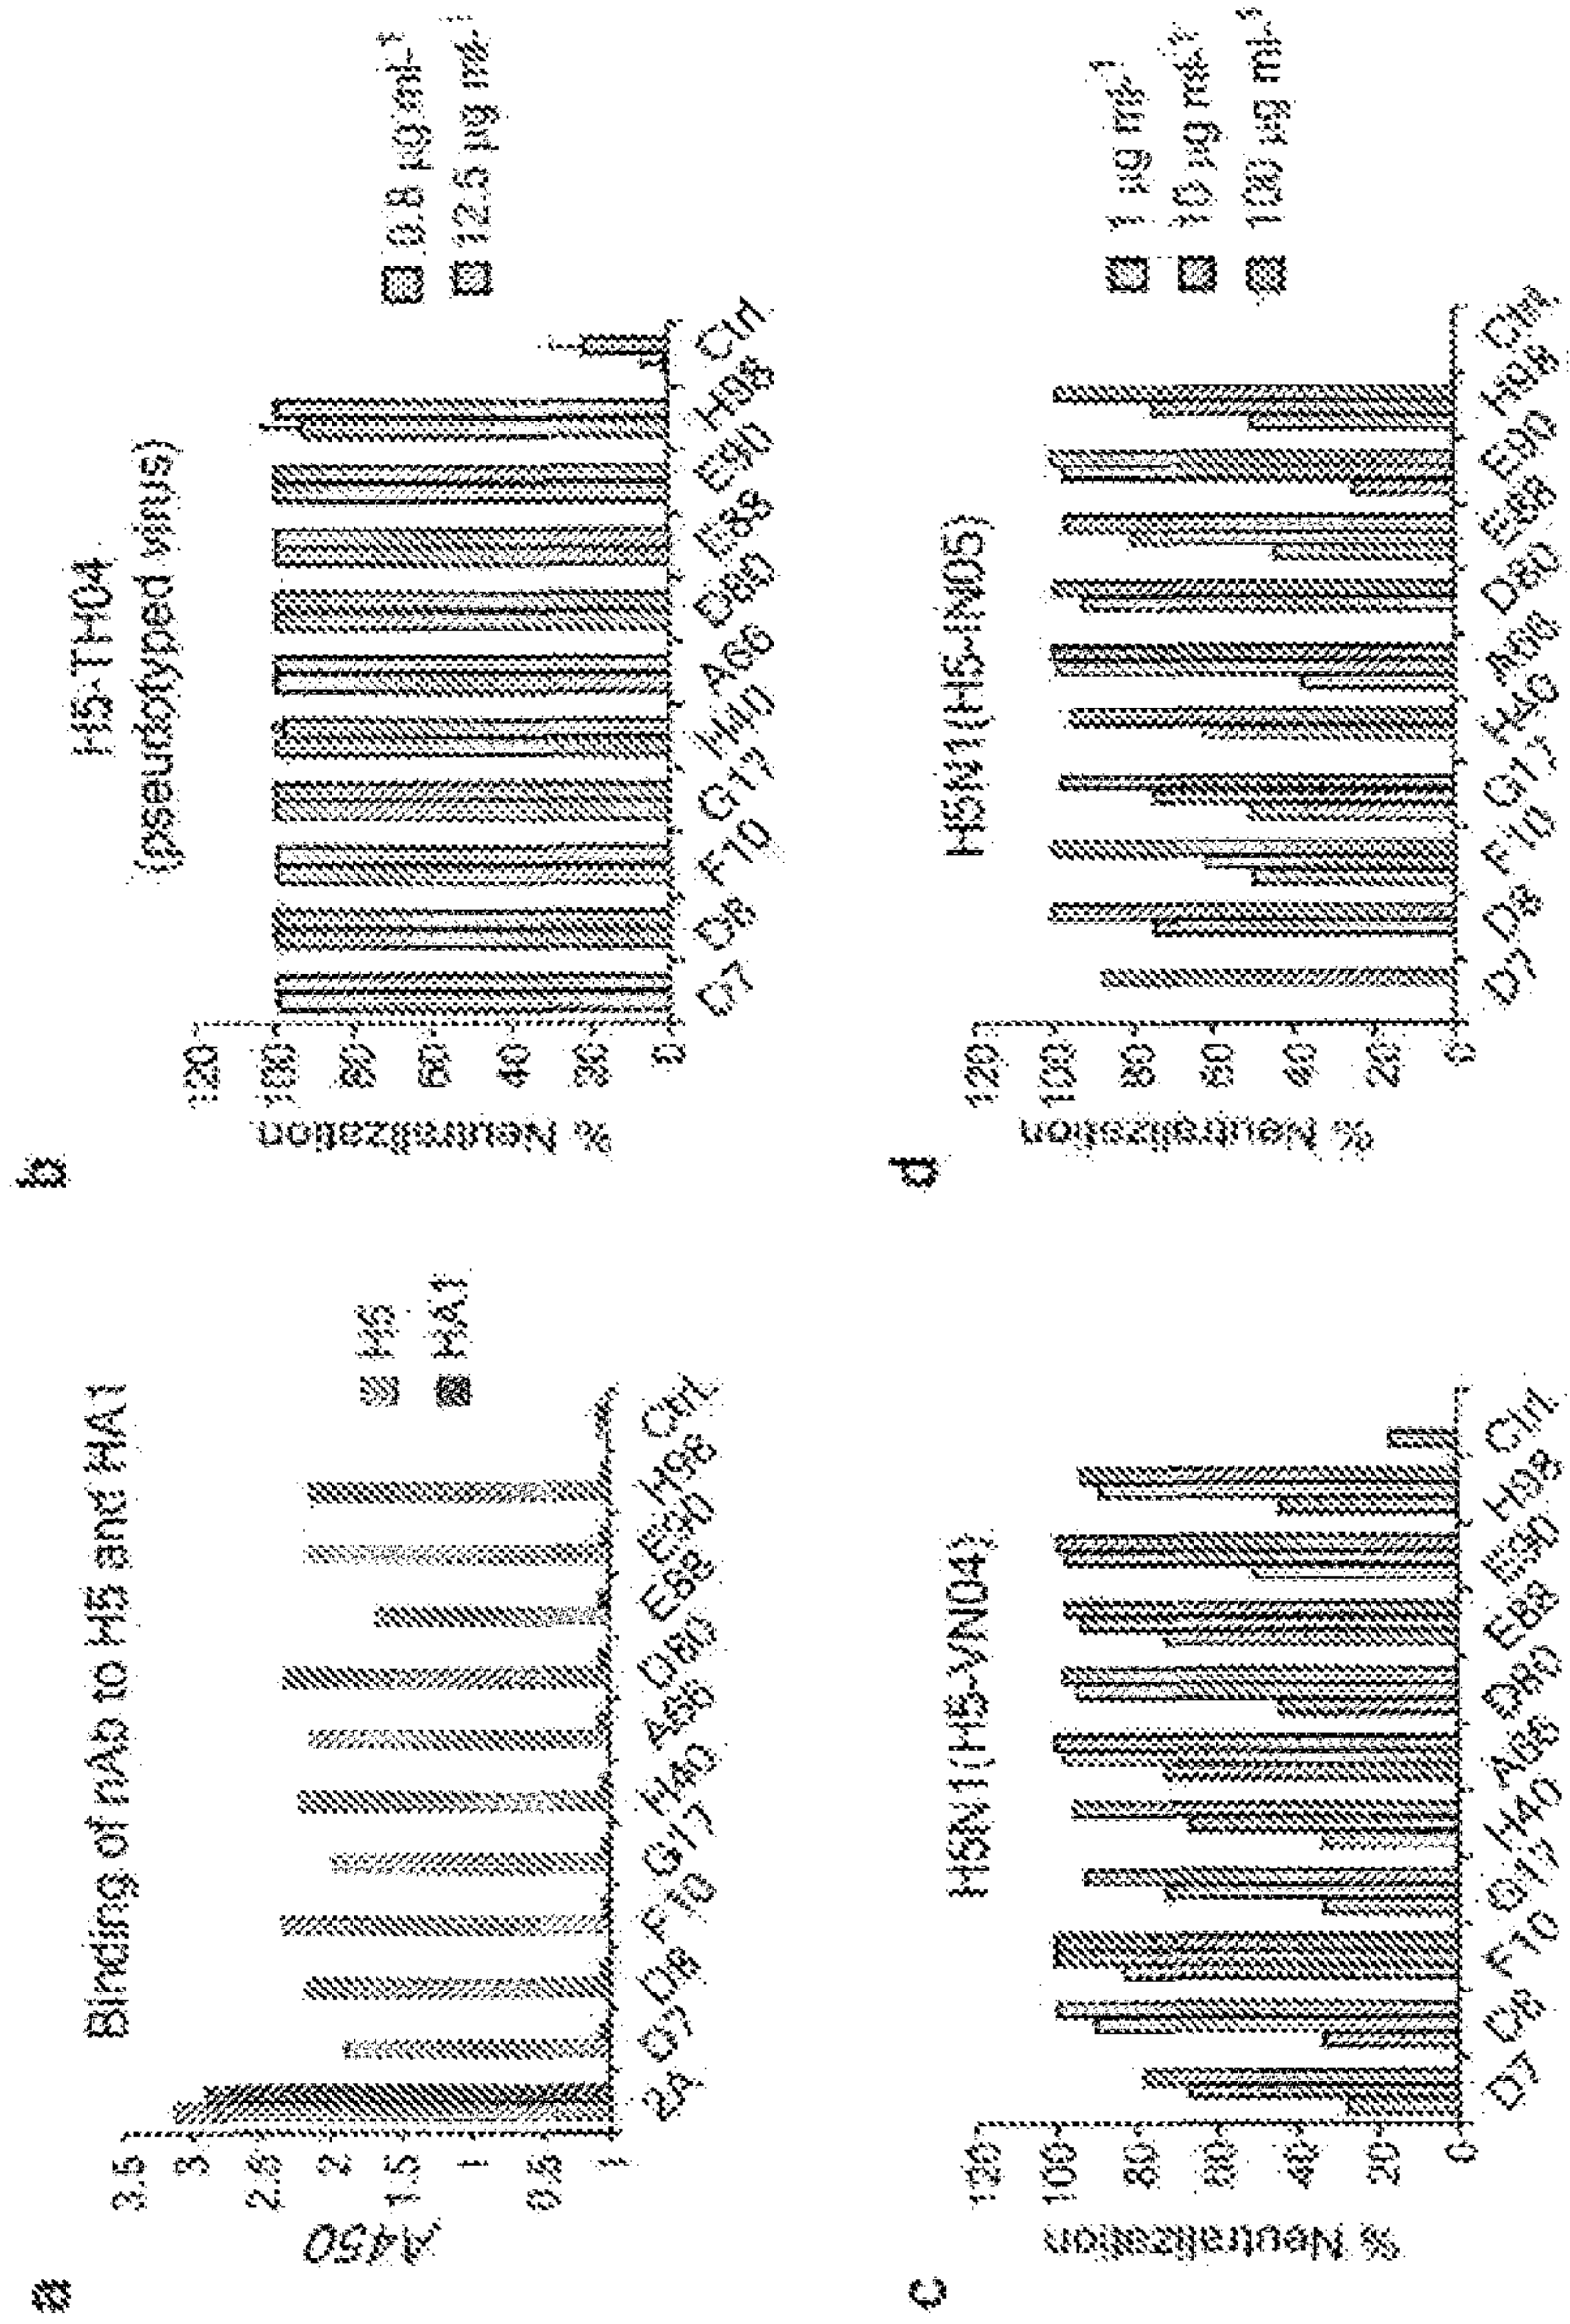 a
Binding of nAb to H5 and HA1
A450
3.5
3
2.5
2
1.5
1
0.5
1
2A D7 D8 F10 G17 H40 A66 D80 E88 E90 H98 Ctrl.
H5
HA1
b
H5-TH04
(pseudotyped virus)
% Neutralization
120
100
80
60
40
20
0
D7 D8 F10 G17 H40 A66 D80 E88 E90 H98 Ctrl.
0.8 µg ml-1
12.5 µg ml-1
c
H5N1(H5-VN04)
% Neutralization
120
100
80
60
40
20
0
D7 D8 F10 G17 H40 A66 D80 E88 E90 H98 Ctrl.
d
H5N1(H5-IN05)
% Neutralization
120
100
80
60
40
20
0
D7 D8 F10 G17 H40 A66 D80 E88 E90 H98 Ctrl.
1 µg ml-1
10 µg ml-1
100 µg ml-1